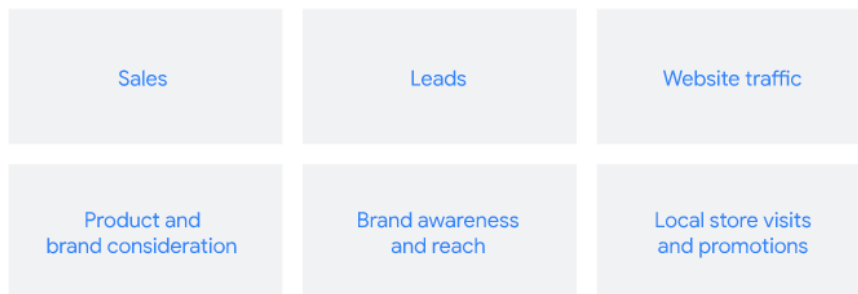 Sales
Leads
Website traffic
Product and
brand consideration
Brand awareness
and reach
Local store visits
and promotions